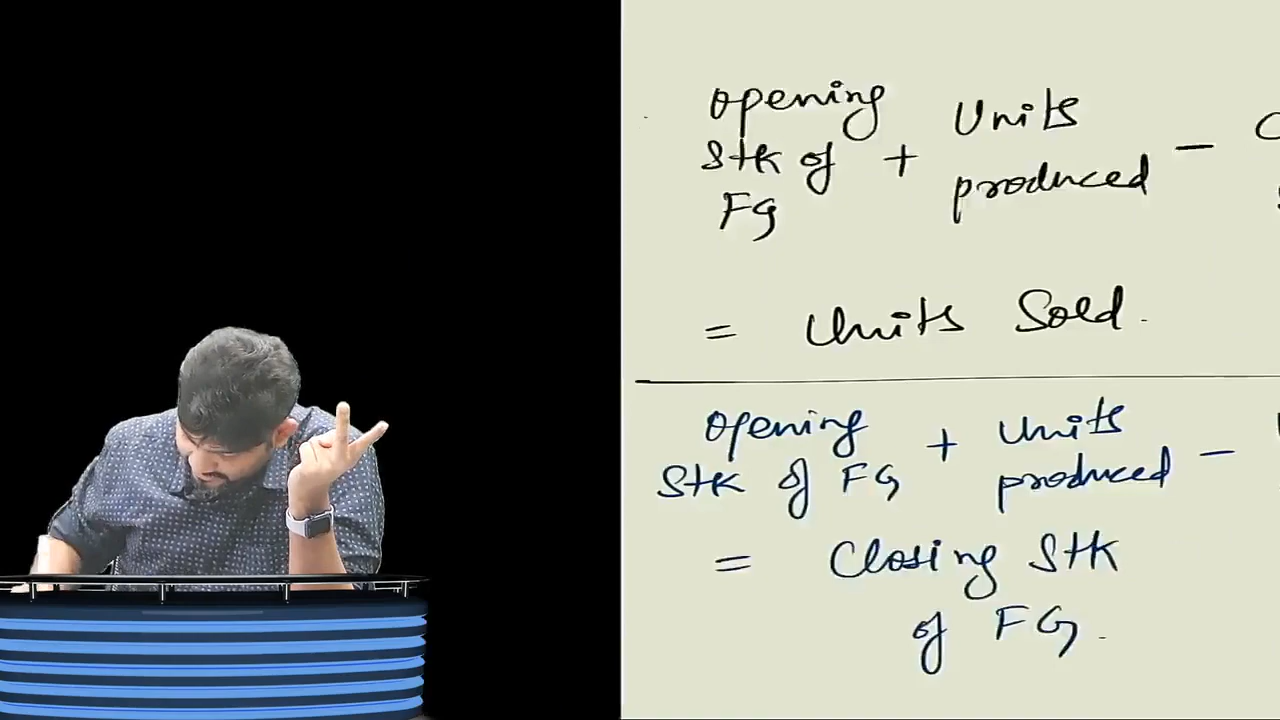 opening
Stk of + Units
FG produced -
= Units Sold.
opening + Units
Stk of FG produced -
= Closing Stk
of FG.